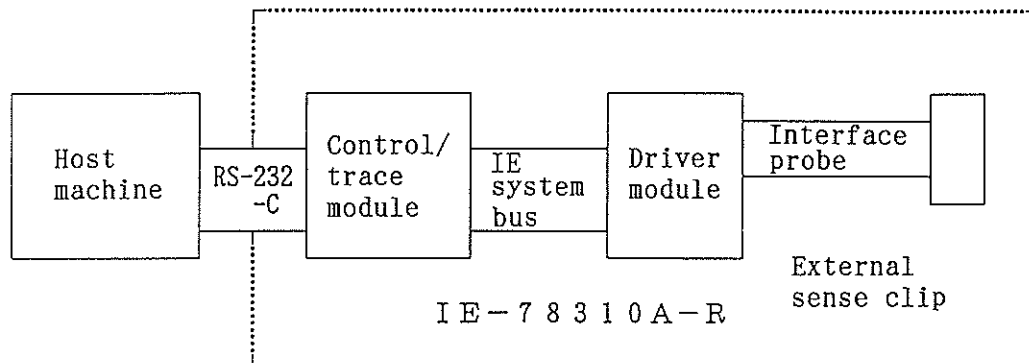 Host
machine
RS-232
-C
Control/
trace
module
IE
system
bus
Driver
module
Interface
probe
External
sense clip
IE-78310A-R